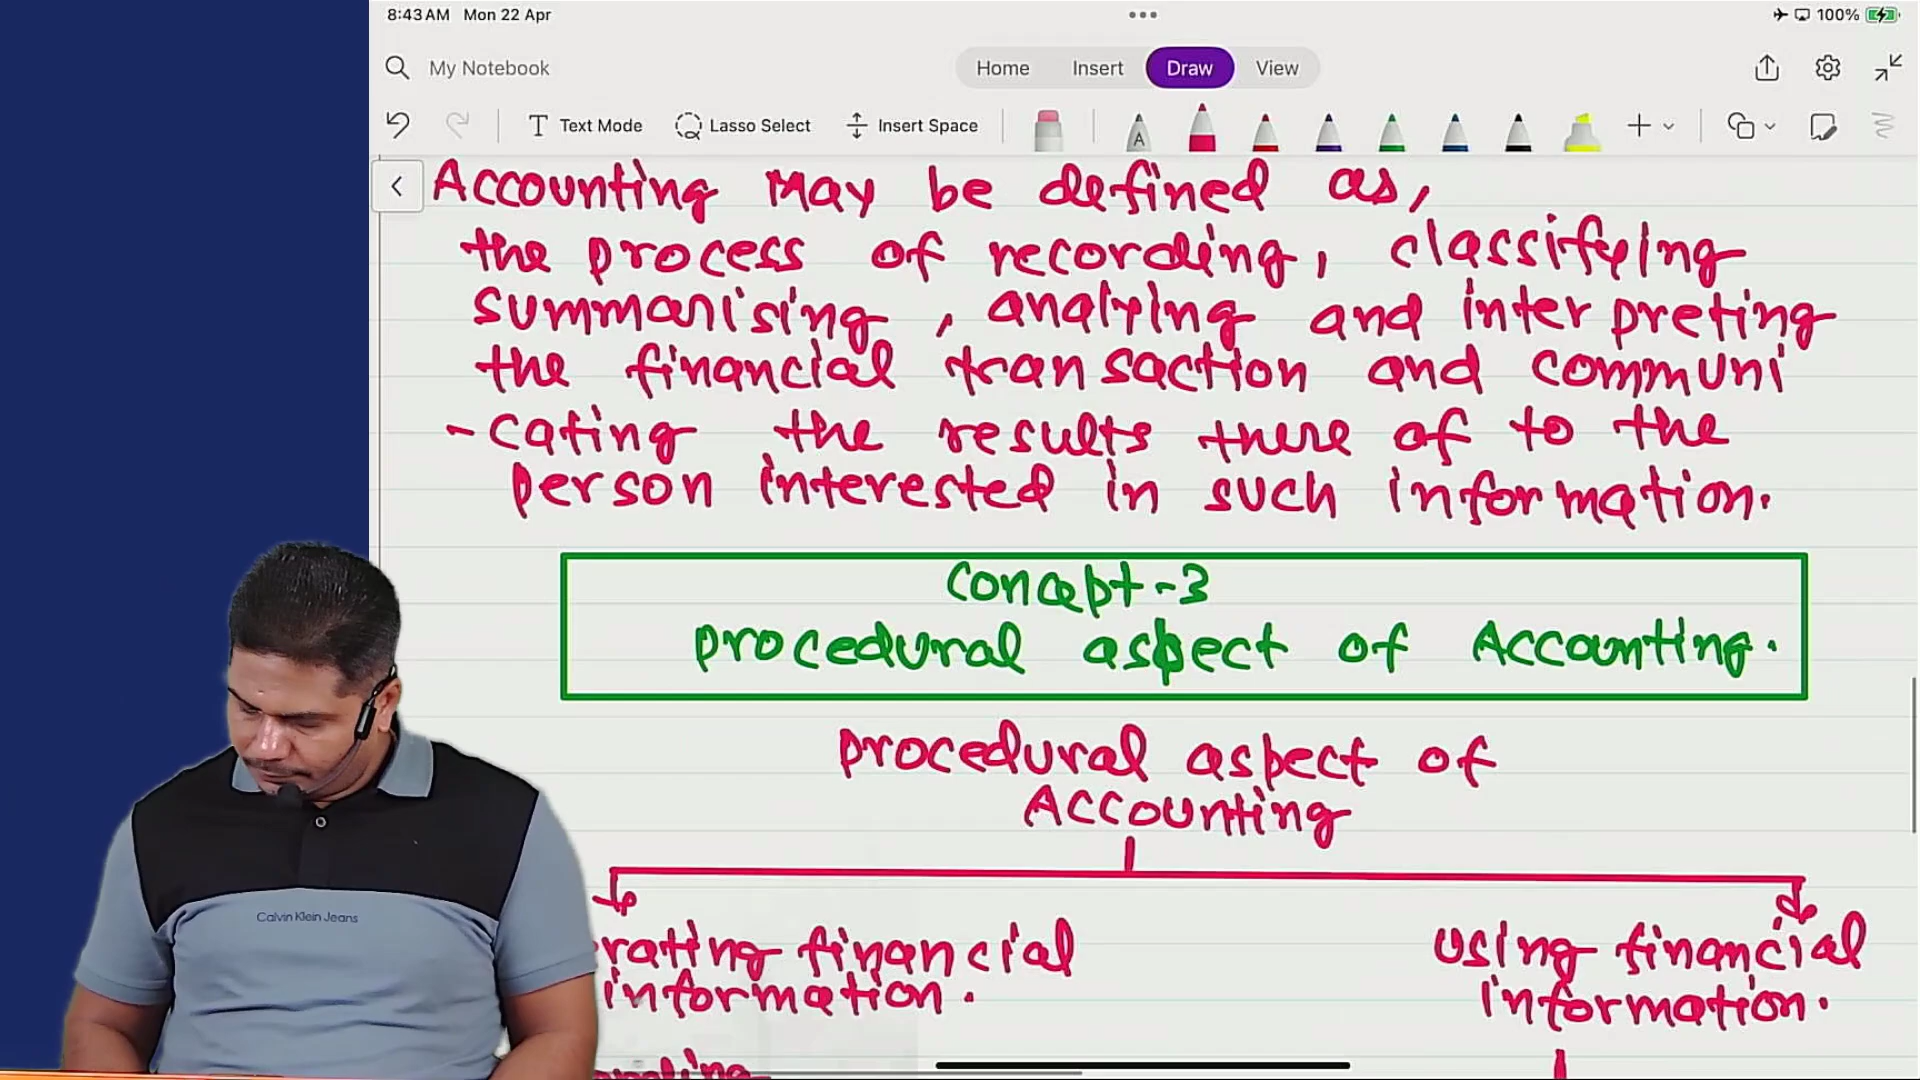 8:43 AM Mon 22 Apr
100%
My Notebook
Home Insert Draw View
Text Mode Lasso Select Insert Space
A
Accounting may be defined as,
the process of recording, classifying
summarising, analying and interpreting
the financial transaction and communi
-cating the results there of to the
person interested in such information.
Concept-3
procedural aspect of Accounting.
procedural aspect of
Accounting
rating financial
information.
using financial
information.
Calvin Klein Jeans